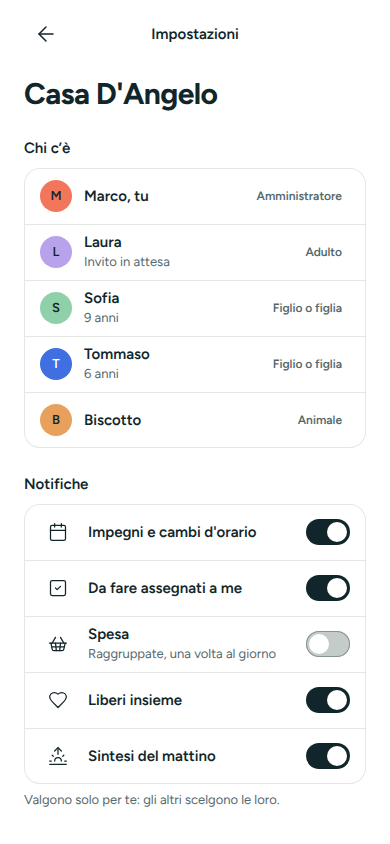 Impostazioni
Casa D'Angelo
Chi c'è
M Marco, tu Amministratore
L Laura Adulto
Invito in attesa
S Sofia Figlio o figlia
9 anni
T Tommaso Figlio o figlia
6 anni
B Biscotto Animale
Notifiche
Impegni e cambi d'orario
Da fare assegnati a me
Spesa
Raggruppate, una volta al giorno
Liberi insieme
Sintesi del mattino
Valgono solo per te: gli altri scelgono le loro.